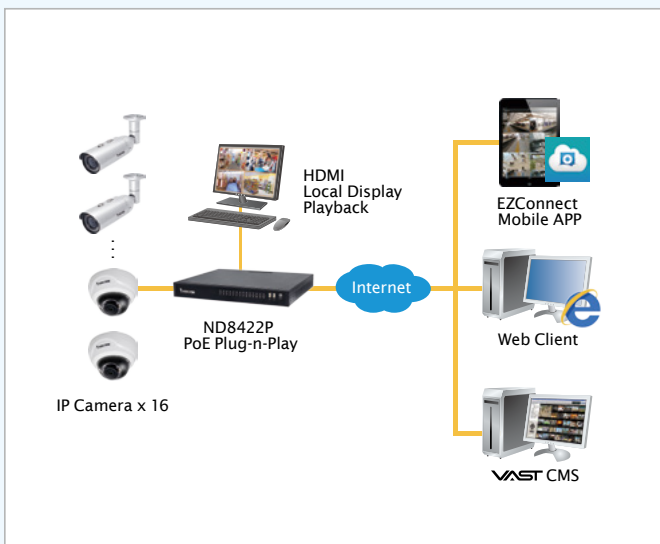 HDMI
Local Display
Playback
ND8422P
PoE Plug-n-Play
IP Camera x 16
Internet
EZConnect
Mobile APP
Web Client
VAST CMS